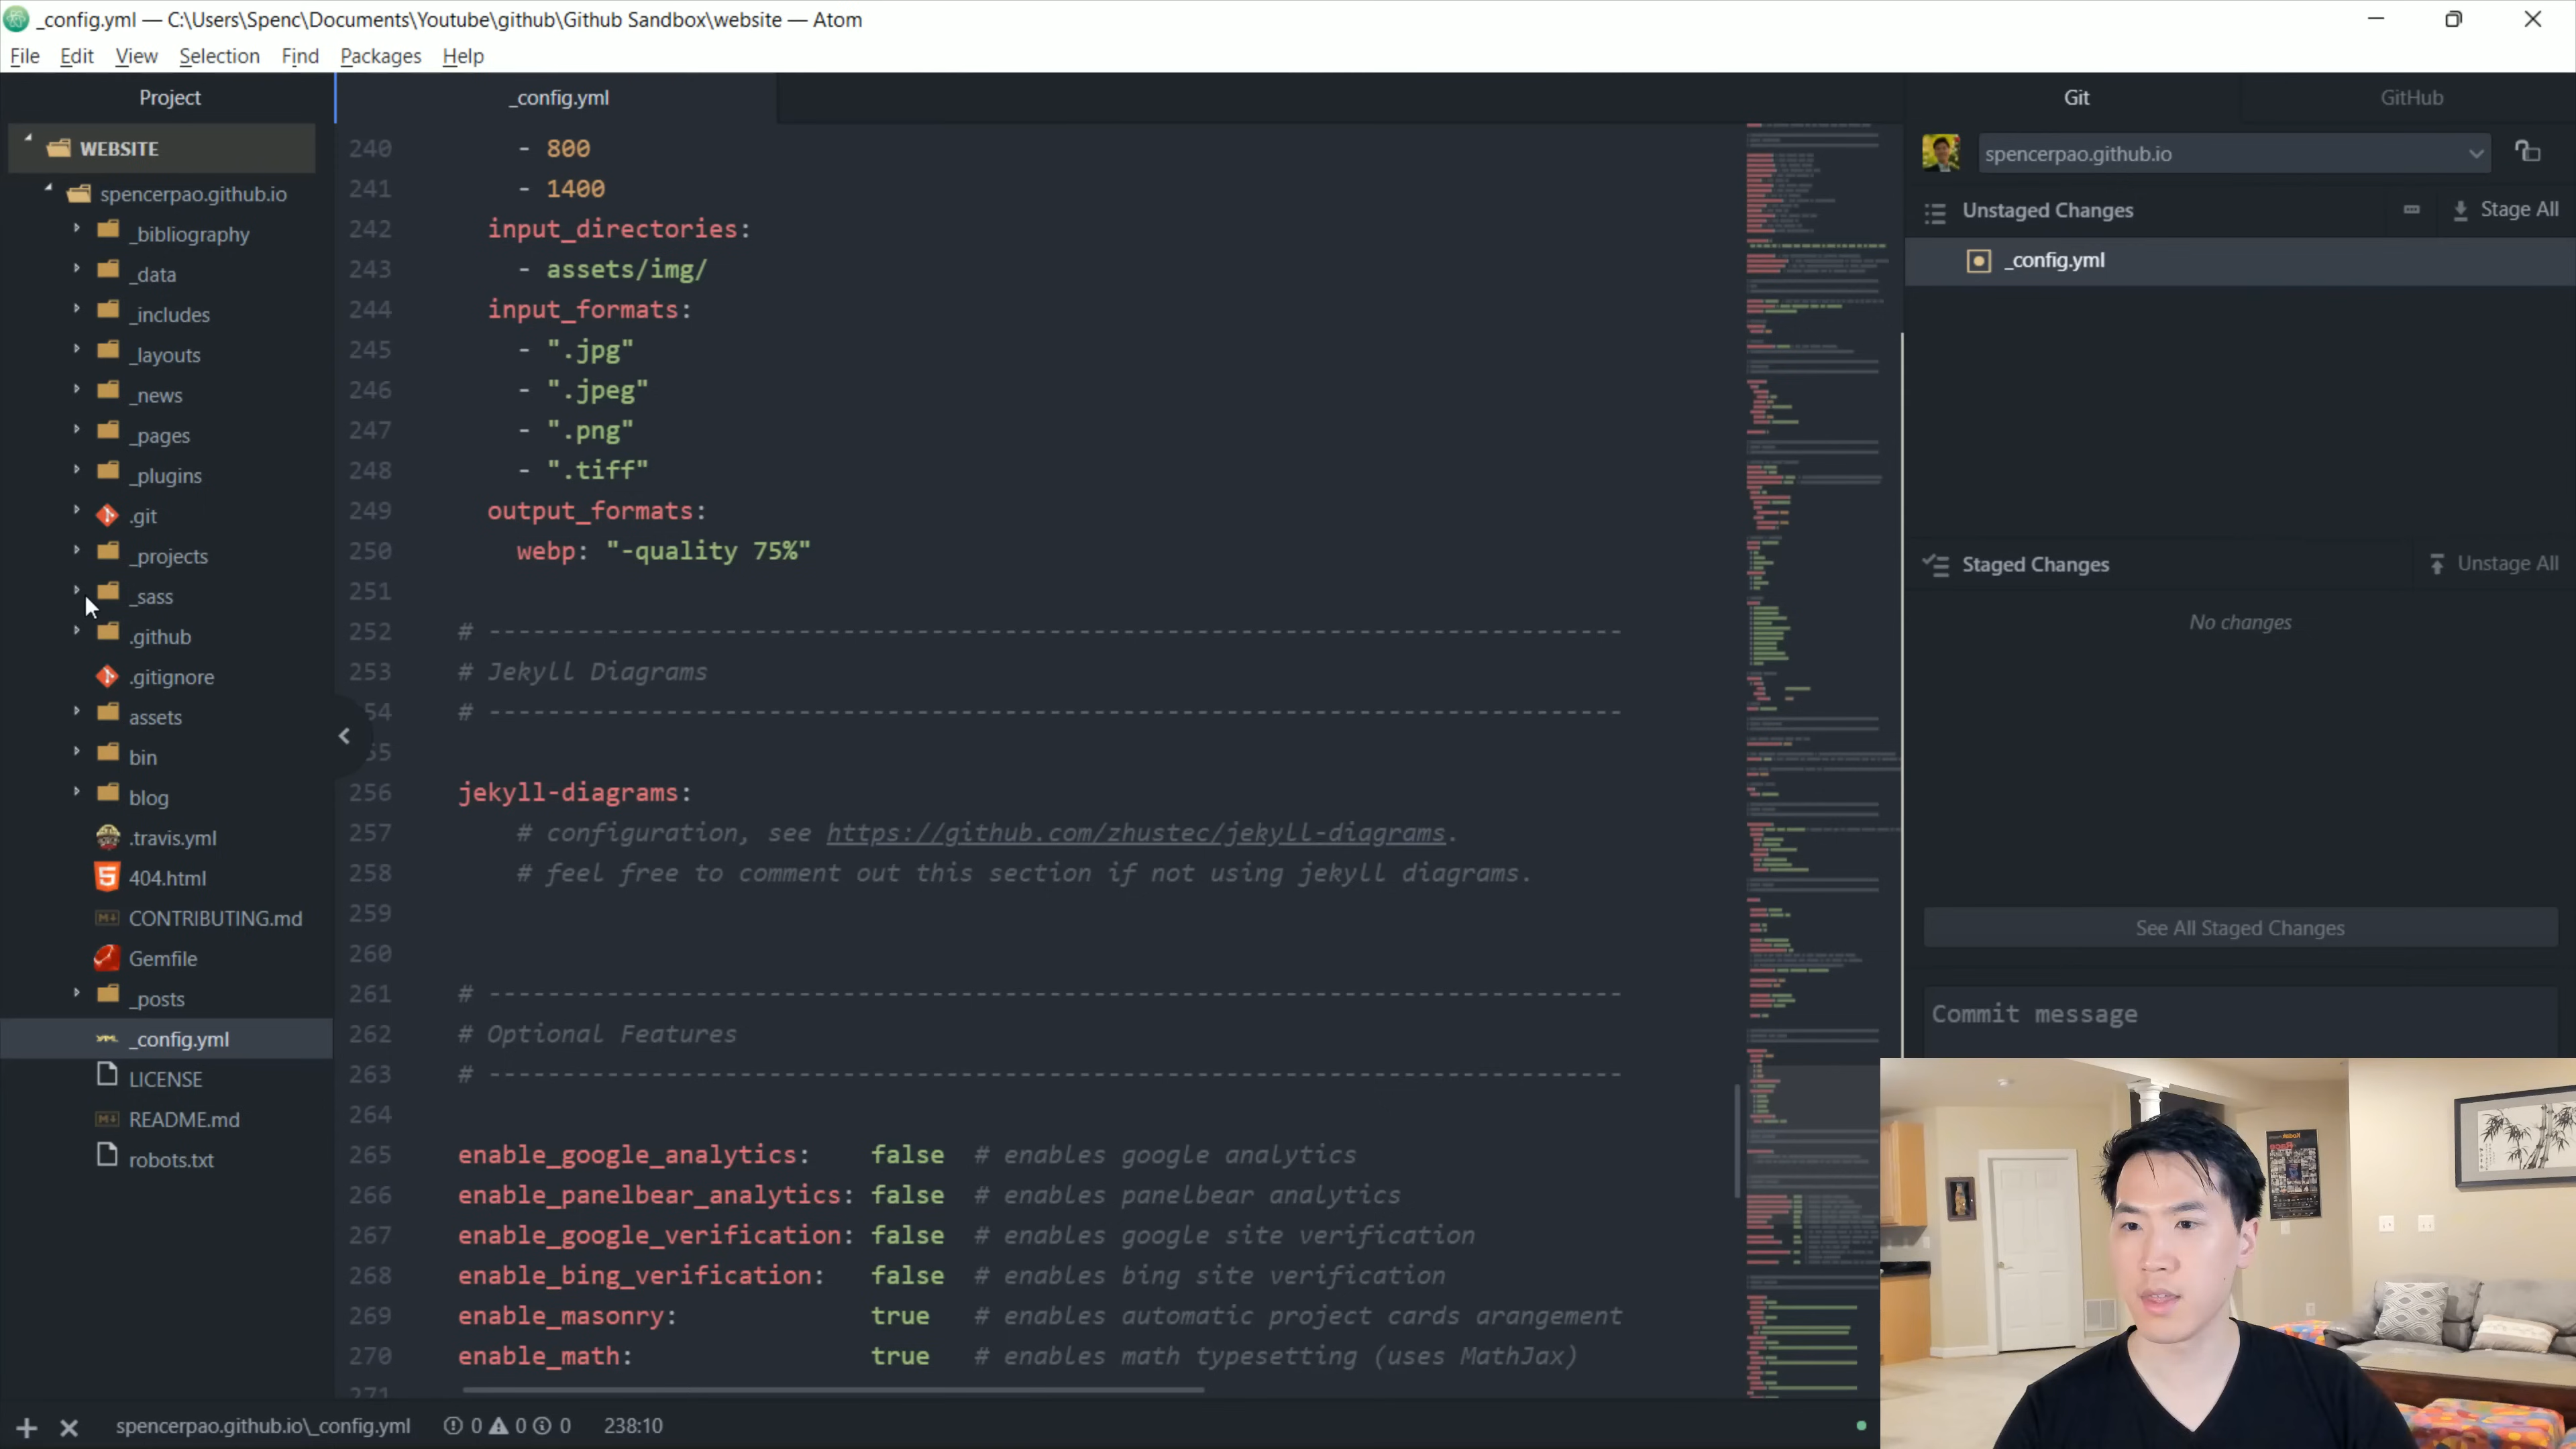 _config.yml — C:\Users\Spenc\Documents\Youtube\github\Github Sandbox\website — Atom
File Edit View Selection Find Packages Help
Project
WEBSITE
spencerpao.github.io
_bibliography
_data
_includes
_layouts
_news
_pages
_plugins
.git
_projects
_sass
.github
.gitignore
assets
bin
blog
.travis.yml
404.html
CONTRIBUTING.md
Gemfile
_posts
_config.yml
LICENSE
README.md
robots.txt
_config.yml
240 - 800
241 - 1400
242 input_directories:
243 - assets/img/
244 input_formats:
245 - ".jpg"
246 - ".jpeg"
247 - ".png"
248 - ".tiff"
249 output_formats:
250 webp: "-quality 75%"
251
252 # -----------------------------------------------------------------------------
253 # Jekyll Diagrams
54 # -----------------------------------------------------------------------------
55
256 jekyll-diagrams:
257 # configuration, see https://github.com/zhustec/jekyll-diagrams.
258 # feel free to comment out this section if not using jekyll diagrams.
259
260
261 # -----------------------------------------------------------------------------
262 # Optional Features
263 # -----------------------------------------------------------------------------
264
265 enable_google_analytics: false # enables google analytics
266 enable_panelbear_analytics: false # enables panelbear analytics
267 enable_google_verification: false # enables google site verification
268 enable_bing_verification: false # enables bing site verification
269 enable_masonry: true # enables automatic project cards arangement
270 enable_math: true # enables math typesetting (uses MathJax)
271
Git GitHub
spencerpao.github.io
Unstaged Changes Stage All
_config.yml
Staged Changes Unstage All
No changes
See All Staged Changes
Commit message
spencerpao.github.io\_config.yml 0 0 0 238:10